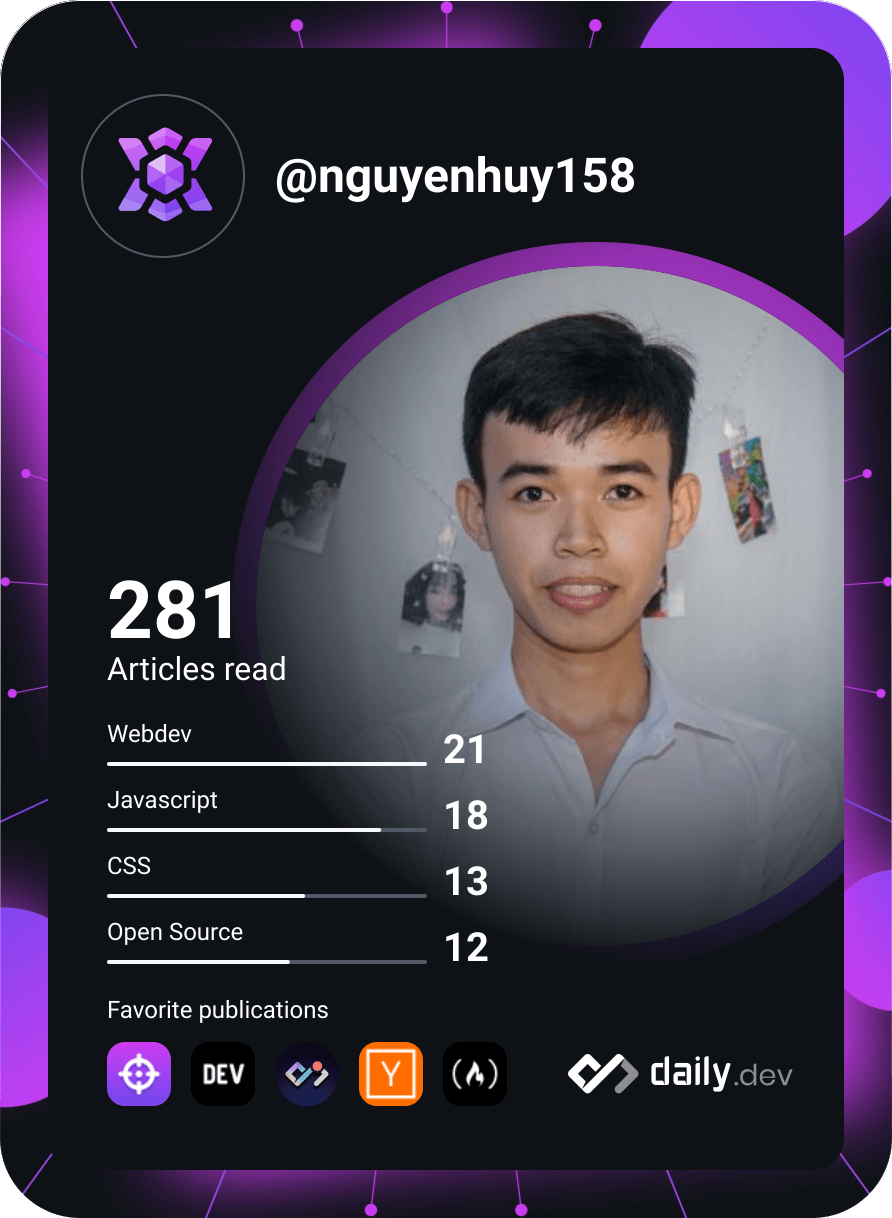 @nguyenhuy158
281
Articles read
Webdev
21
Javascript
18
CSS
13
Open Source
12
Favorite publications
DEV
Y
daily.dev